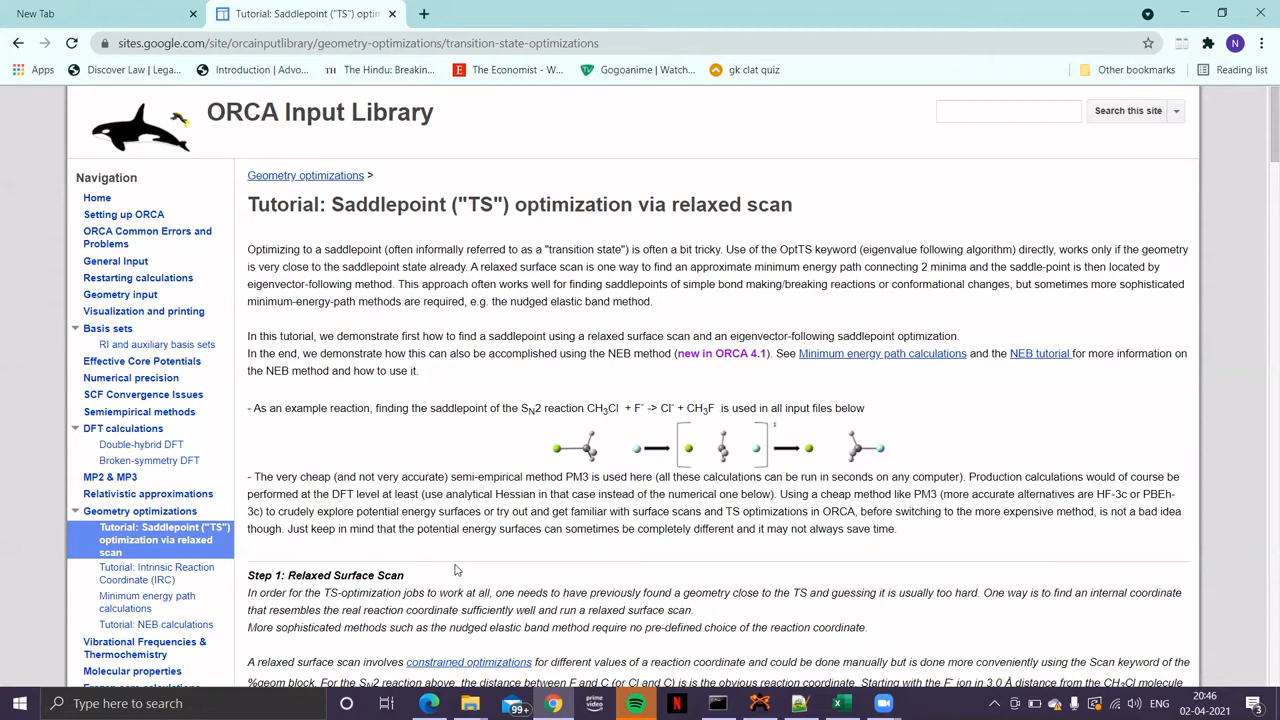 New Tab
Tutorial: Saddlepoint ("TS") optim
sites.google.com/site/orcainputlibrary/geometry-optimizations/transition-state-optimizations
N
Apps
Discover Law | Lega...
Introduction | Advo...
TH The Hindu: Breakin...
The Economist - W...
Gogoanime | Watch...
gk clat quiz
Other bookmarks
Reading list
ORCA Input Library
Search this site
Navigation
Home
Setting up ORCA
ORCA Common Errors and
Problems
General Input
Restarting calculations
Geometry input
Visualization and printing
Basis sets
RI and auxiliary basis sets
Effective Core Potentials
Numerical precision
SCF Convergence Issues
Semiempirical methods
DFT calculations
Double-hybrid DFT
Broken-symmetry DFT
MP2 & MP3
Relativistic approximations
Geometry optimizations
Tutorial: Saddlepoint ("TS")
optimization via relaxed
scan
Tutorial: Intrinsic Reaction
Coordinate (IRC)
Minimum energy path
calculations
Tutorial: NEB calculations
Vibrational Frequencies &
Thermochemistry
Molecular properties
Geometry optimizations >
Tutorial: Saddlepoint ("TS") optimization via relaxed scan
Optimizing to a saddlepoint (often informally referred to as a "transition state") is often a bit tricky. Use of the OptTS keyword (eigenvalue following algorithm) directly, works only if the geometry
is very close to the saddlepoint state already. A relaxed surface scan is one way to find an approximate minimum energy path connecting 2 minima and the saddle-point is then located by
eigenvector-following method. This approach often works well for finding saddlepoints of simple bond making/breaking reactions or conformational changes, but sometimes more sophisticated
minimum-energy-path methods are required, e.g. the nudged elastic band method.
In this tutorial, we demonstrate first how to find a saddlepoint using a relaxed surface scan and an eigenvector-following saddlepoint optimization.
In the end, we demonstrate how this can also be accomplished using the NEB method (new in ORCA 4.1). See Minimum energy path calculations and the NEB tutorial for more information on
the NEB method and how to use it.
- As an example reaction, finding the saddlepoint of the SN2 reaction CH3Cl + F- -> Cl- + CH3F is used in all input files below
- The very cheap (and not very accurate) semi-empirical method PM3 is used here (all these calculations can be run in seconds on any computer). Production calculations would of course be
performed at the DFT level at least (use analytical Hessian in that case instead of the numerical one below). Using a cheap method like PM3 (more accurate alternatives are HF-3c or PBEh-
3c) to crudely explore potential energy surfaces or try out and get familiar with surface scans and TS optimizations in ORCA, before switching to the more expensive method, is not a bad idea
though. Just keep in mind that the potential energy surfaces can sometimes be completely different and it may not always save time.
Step 1: Relaxed Surface Scan
In order for the TS-optimization jobs to work at all, one needs to have previously found a geometry close to the TS and guessing it is usually too hard. One way is to find an internal coordinate
that resembles the real reaction coordinate sufficiently well and run a relaxed surface scan.
More sophisticated methods such as the nudged elastic band method require no pre-defined choice of the reaction coordinate.
A relaxed surface scan involves constrained optimizations for different values of a reaction coordinate and could be done manually but is done more conveniently using the Scan keyword of the
%geom block. For the SN2 reaction above, the distance between F and C (or Cl and C) is the obvious reaction coordinate. Starting with the F- ion in 3.0 Å distance from the CH3Cl molecule
Type here to search
99+
prime video
20:46
02-04-2021
3